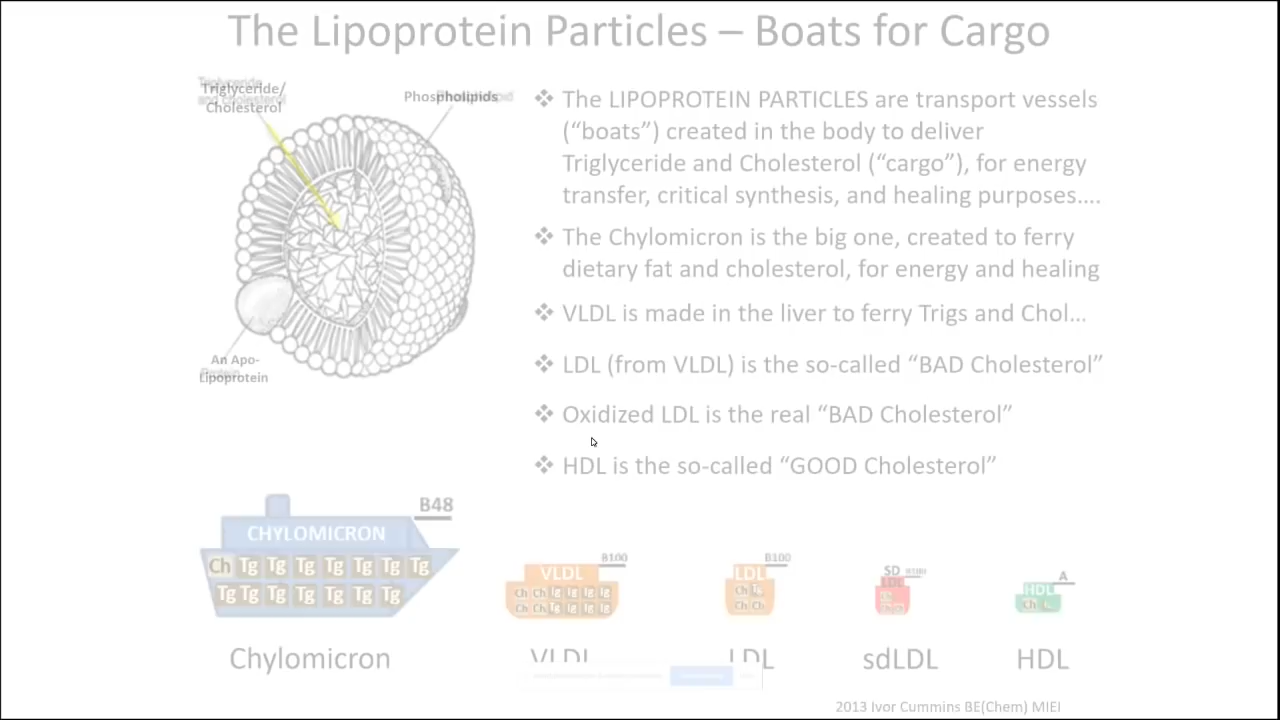 The Lipoprotein Particles – Boats for Cargo
Triglyceride/
Cholesterol
Phospholipids
An Apo-
Lipoprotein
❖ The LIPOPROTEIN PARTICLES are transport vessels
(“boats”) created in the body to deliver
Triglyceride and Cholesterol (“cargo”), for energy
transfer, critical synthesis, and healing purposes....
❖ The Chylomicron is the big one, created to ferry
dietary fat and cholesterol, for energy and healing
❖ VLDL is made in the liver to ferry Trigs and Chol...
❖ LDL (from VLDL) is the so-called “BAD Cholesterol”
❖ Oxidized LDL is the real “BAD Cholesterol”
❖ HDL is the so-called “GOOD Cholesterol”
B48
CHYLOMICRON
Ch Tg Tg Tg Tg Tg Tg Tg
Tg Tg Tg Tg Tg Tg Tg
B100
VLDL
Ch Ch Tg Tg Tg Tg
Ch Ch Tg Tg Tg Tg
B100
LDL
Ch Tg
Ch Ch
SD
LDL
A
HDL
Ch
Chylomicron
VLDL
LDL
sdLDL
HDL
2013 Ivor Cummins BE(Chem) MIEI